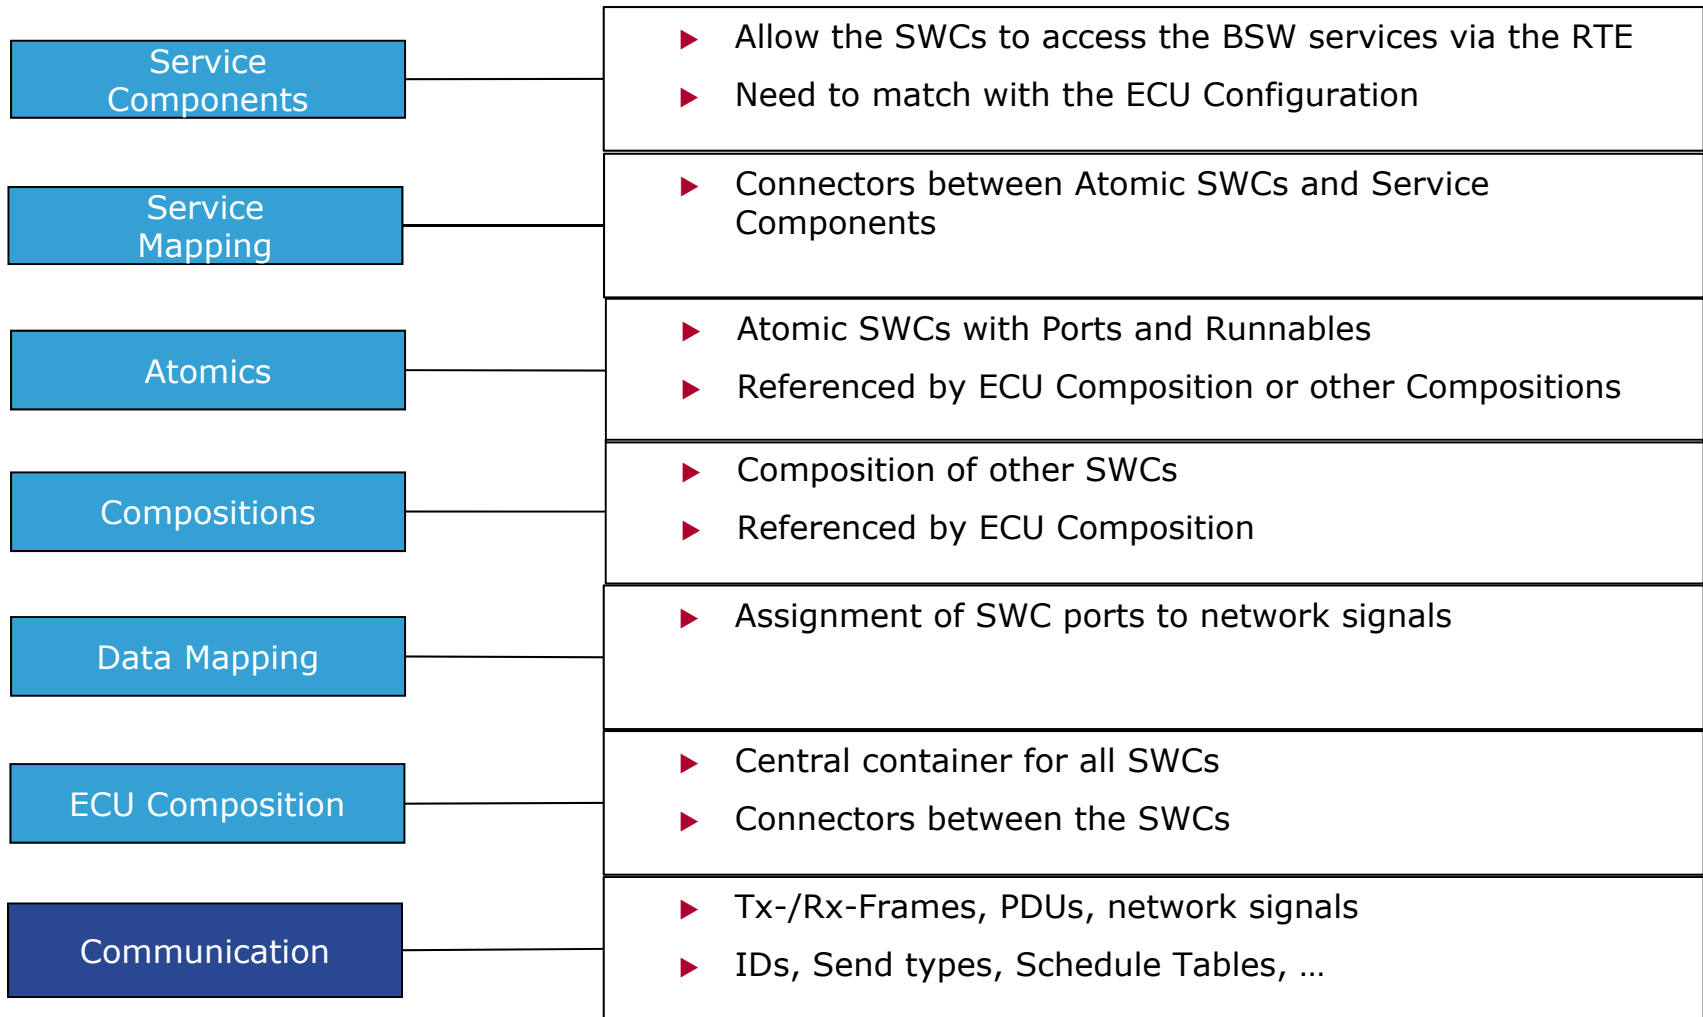 Service
Components
Allow the SWCs to access the BSW services via the RTE
Need to match with the ECU Configuration
Service
Mapping
Connectors between Atomic SWCs and Service
Components
Atomics
Atomic SWCs with Ports and Runnables
Referenced by ECU Composition or other Compositions
Compositions
Composition of other SWCs
Referenced by ECU Composition
Data Mapping
Assignment of SWC ports to network signals
ECU Composition
Central container for all SWCs
Connectors between the SWCs
Communication
Tx-/Rx-Frames, PDUs, network signals
IDs, Send types, Schedule Tables, …